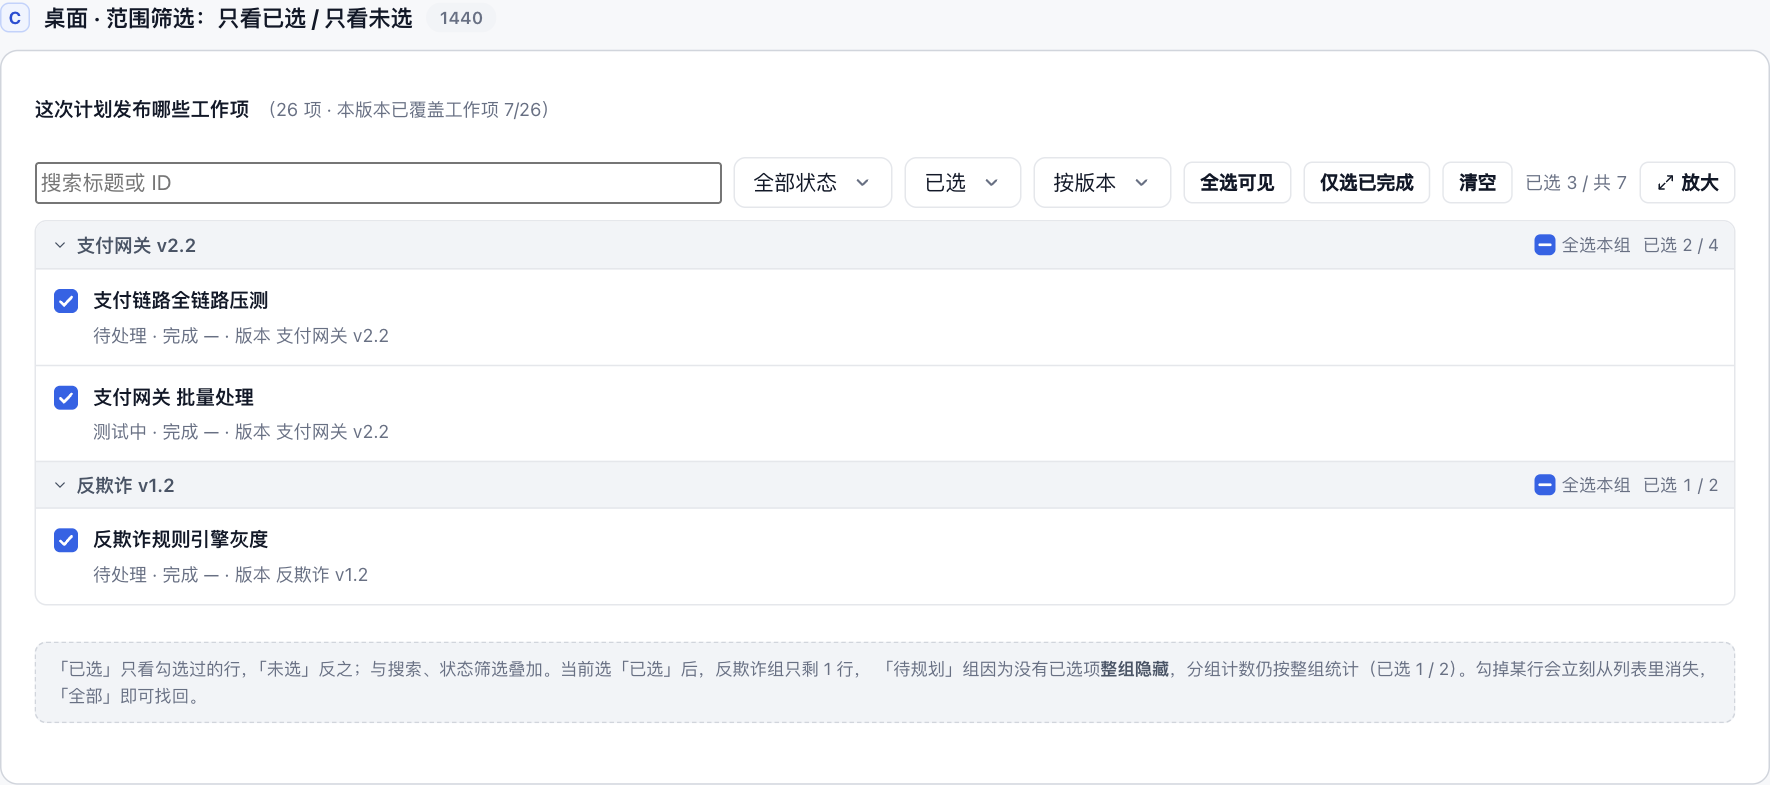 C 桌面 · 范围筛选：只看已选 / 只看未选 1440
这次计划发布哪些工作项 （26 项 · 本版本已覆盖工作项 7/26）
搜索标题或 ID 全部状态 已选 按版本 全选可见 仅选已完成 清空 已选 3 / 共 7 放大
支付网关 v2.2 全选本组 已选 2 / 4
支付链路全链路压测
待处理 · 完成 — · 版本 支付网关 v2.2
支付网关 批量处理
测试中 · 完成 — · 版本 支付网关 v2.2
反欺诈 v1.2 全选本组 已选 1 / 2
反欺诈规则引擎灰度
待处理 · 完成 — · 版本 反欺诈 v1.2
「已选」只看勾选过的行，「未选」反之；与搜索、状态筛选叠加。当前选「已选」后，反欺诈组只剩 1 行， 「待规划」组因为没有已选项整组隐藏，分组计数仍按整组统计（已选 1 / 2）。勾掉某行会立刻从列表里消失，
「全部」即可找回。